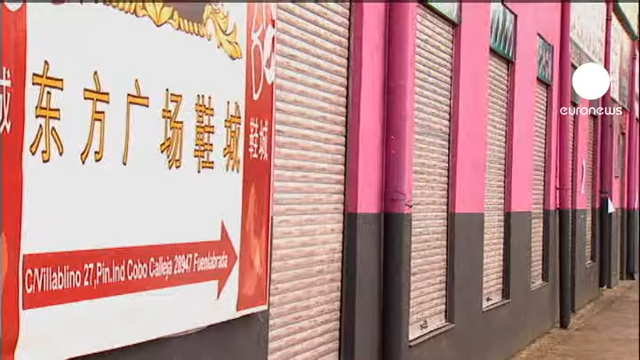 东方广场鞋城
鞋城
C/Villablino 27,Pin.Ind Cobo Calleja 28947 Fuenlabrada
euronews